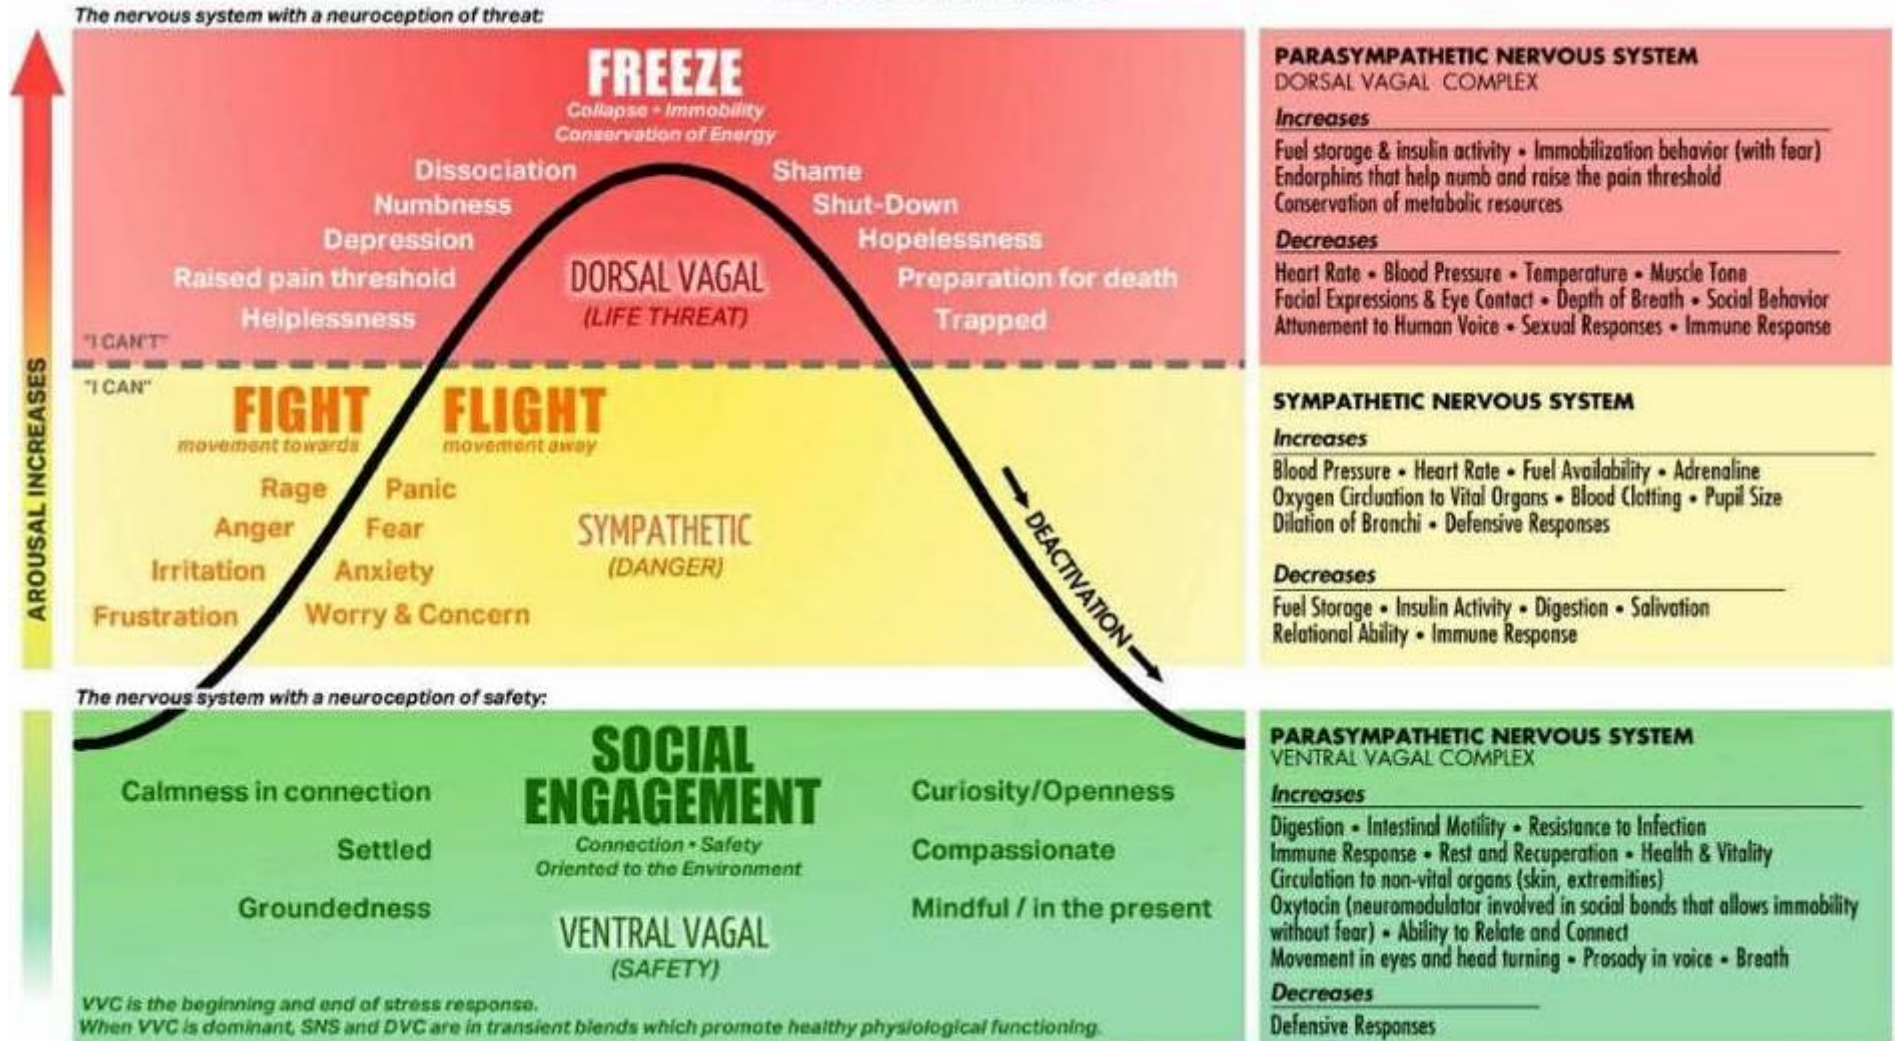 The nervous system with a neuroception of threat:
FREEZE
Collapse • Immobility
Conservation of Energy
Dissociation
Numbness
Depression
Raised pain threshold
Helplessness
Shame
Shut-Down
Hopelessness
Preparation for death
Trapped
DORSAL VAGAL
(LIFE THREAT)
"I CAN'T"
"I CAN"
AROUSAL INCREASES
FIGHT
movement towards
FLIGHT
movement away
Rage
Anger
Irritation
Frustration
Panic
Fear
Anxiety
Worry & Concern
SYMPATHETIC
(DANGER)
DEACTIVATION
The nervous system with a neuroception of safety:
SOCIAL
ENGAGEMENT
Connection • Safety
Oriented to the Environment
Calmness in connection
Settled
Groundedness
Curiosity/Openness
Compassionate
Mindful / in the present
VENTRAL VAGAL
(SAFETY)
VVC is the beginning and end of stress response.
When VVC is dominant, SNS and DVC are in transient blends which promote healthy physiological functioning.
PARASYMPATHETIC NERVOUS SYSTEM
DORSAL VAGAL COMPLEX
Increases
Fuel storage & insulin activity • Immobilization behavior (with fear)
Endorphins that help numb and raise the pain threshold
Conservation of metabolic resources
Decreases
Heart Rate • Blood Pressure • Temperature • Muscle Tone
Facial Expressions & Eye Contact • Depth of Breath • Social Behavior
Attunement to Human Voice • Sexual Responses • Immune Response
SYMPATHETIC NERVOUS SYSTEM
Increases
Blood Pressure • Heart Rate • Fuel Availability • Adrenaline
Oxygen Circluation to Vital Organs • Blood Clotting • Pupil Size
Dilation of Bronchi • Defensive Responses
Decreases
Fuel Storage • Insulin Activity • Digestion • Salivation
Relational Ability • Immune Response
PARASYMPATHETIC NERVOUS SYSTEM
VENTRAL VAGAL COMPLEX
Increases
Digestion • Intestinal Motility • Resistance to Infection
Immune Response • Rest and Recuperation • Health & Vitality
Circulation to non-vital organs (skin, extremities)
Oxytocin (neuromodulator involved in social bonds that allows immobility
without fear) • Ability to Relate and Connect
Movement in eyes and head turning • Prosody in voice • Breath
Decreases
Defensive Responses